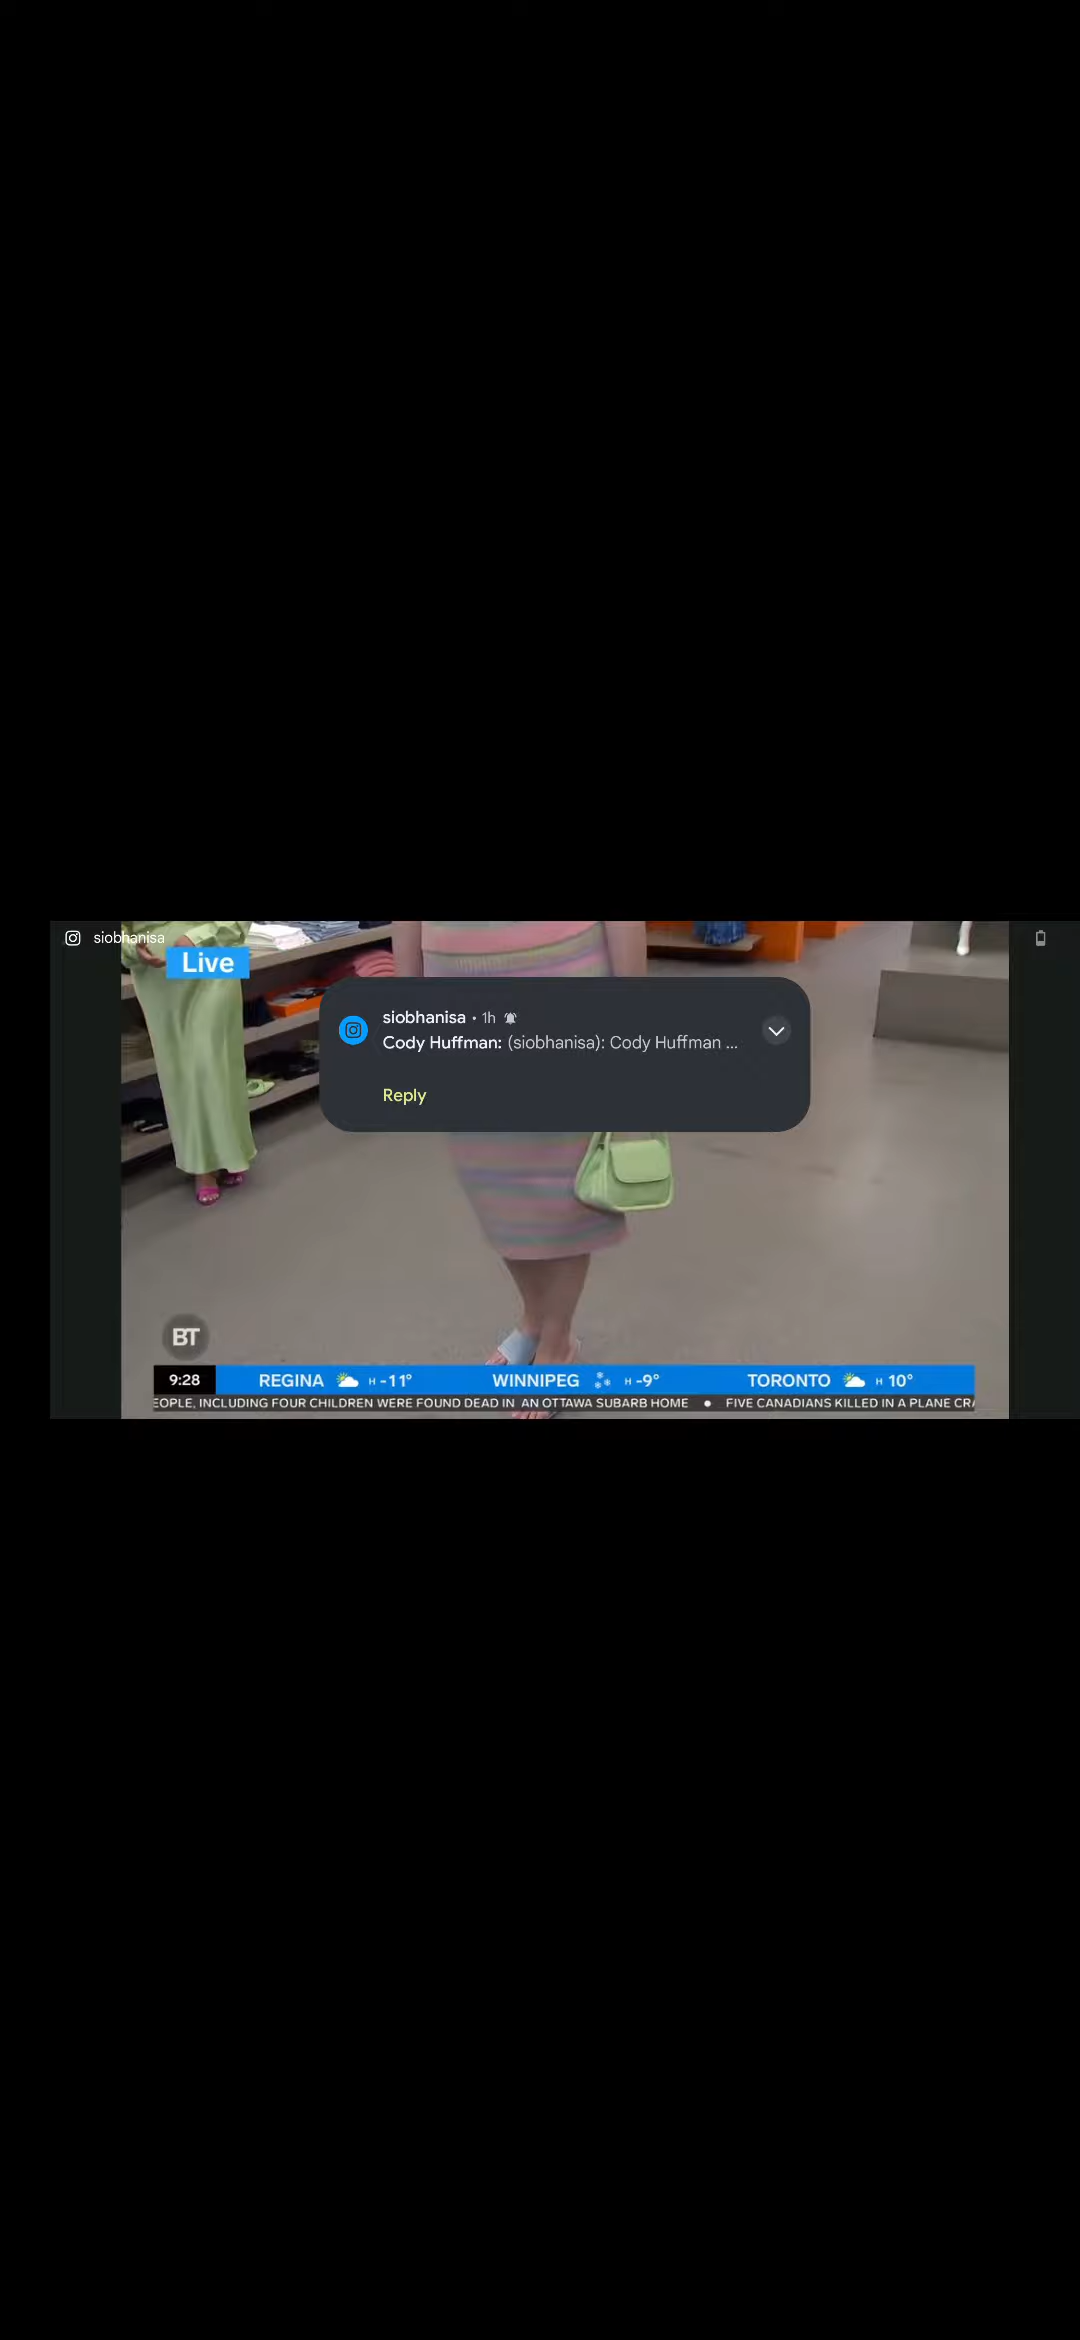 siobhanisa
Live
siobhanisa • 1h
Cody Huffman: (siobhanisa): Cody Huffman ...
Reply
BT
9:28 REGINA H -11° WINNIPEG H -9° TORONTO H 10°
EOPLE, INCLUDING FOUR CHILDREN WERE FOUND DEAD IN AN OTTAWA SUBARB HOME • FIVE CANADIANS KILLED IN A PLANE CRA